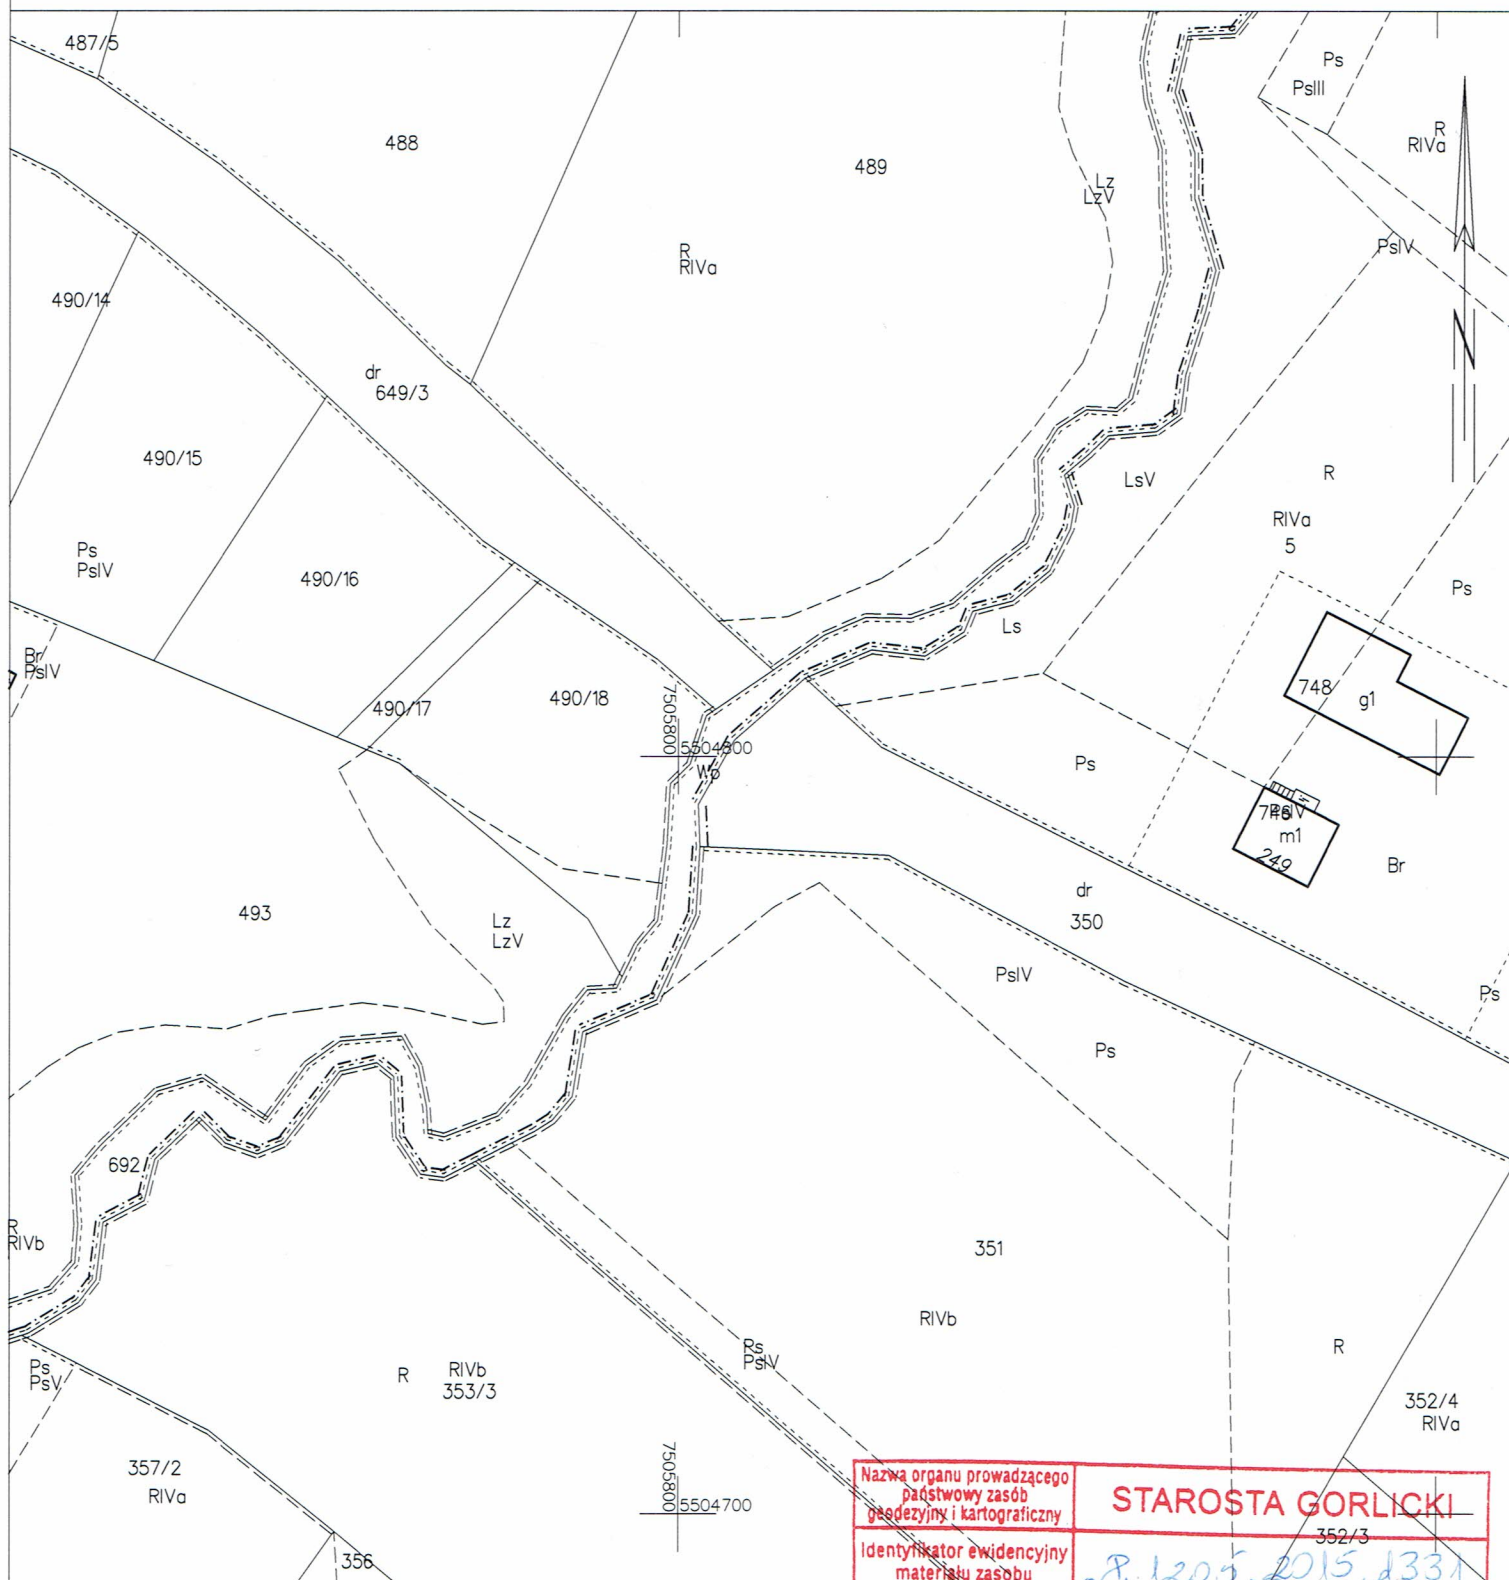 487/5
488
489
Ps
PsIII
R
RIVa
Lz
LzV
R
RIVa
PsIV
490/14
dr
649/3
490/15
LsV
R
RIVa
5
Ps
PsIV
490/16
Ps
Ls
Br
PsIV
490/17
490/18
748
g1
7505800
5504800
Wp
Ps
PsIV
m1
249
Br
dr
350
493
Lz
LzV
PsIV
Ps
Ps
692
R
RIVb
351
RIVb
Ps
PsIV
R
Ps
PsV
R
RIVb
353/3
352/4
RIVa
357/2
RIVa
7505800
5504700
356
352/3
Nazwa organu prowadzącego
państwowy zasób
geodezyjny i kartograficzny
STAROSTA GORLICKI
Identyfikator ewidencyjny
materiału zasobu
P.1205.2015.1331